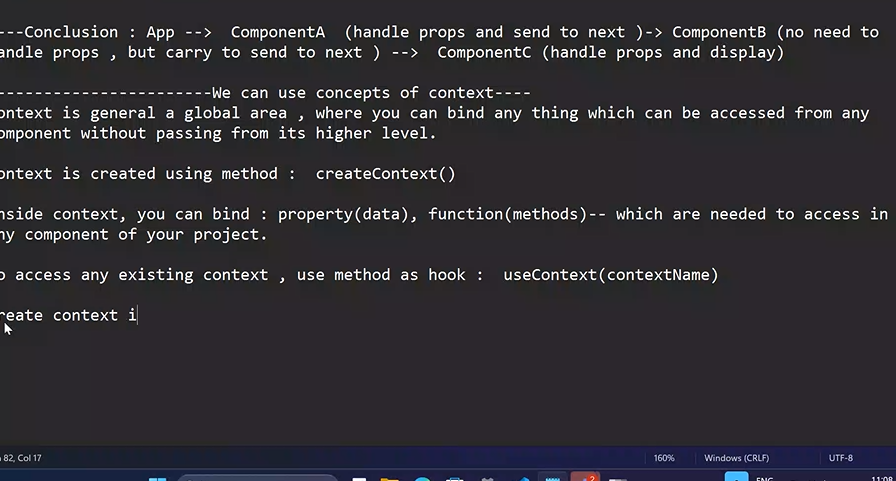 ---Conclusion : App --> ComponentA (handle props and send to next )-> ComponentB (no need to
andle props , but carry to send to next ) --> ComponentC (handle props and display)
-----------------------We can use concepts of context----
ontext is general a global area , where you can bind any thing which can be accessed from any
omponent without passing from its higher level.
ontext is created using method : createContext()
nside context, you can bind : property(data), function(methods)-- which are needed to access in
ny component of your project.
o access any existing context , use method as hook : useContext(contextName)
reate context i
82, Col 17
160%
Windows (CRLF)
UTF-8
2
ENG
11:08